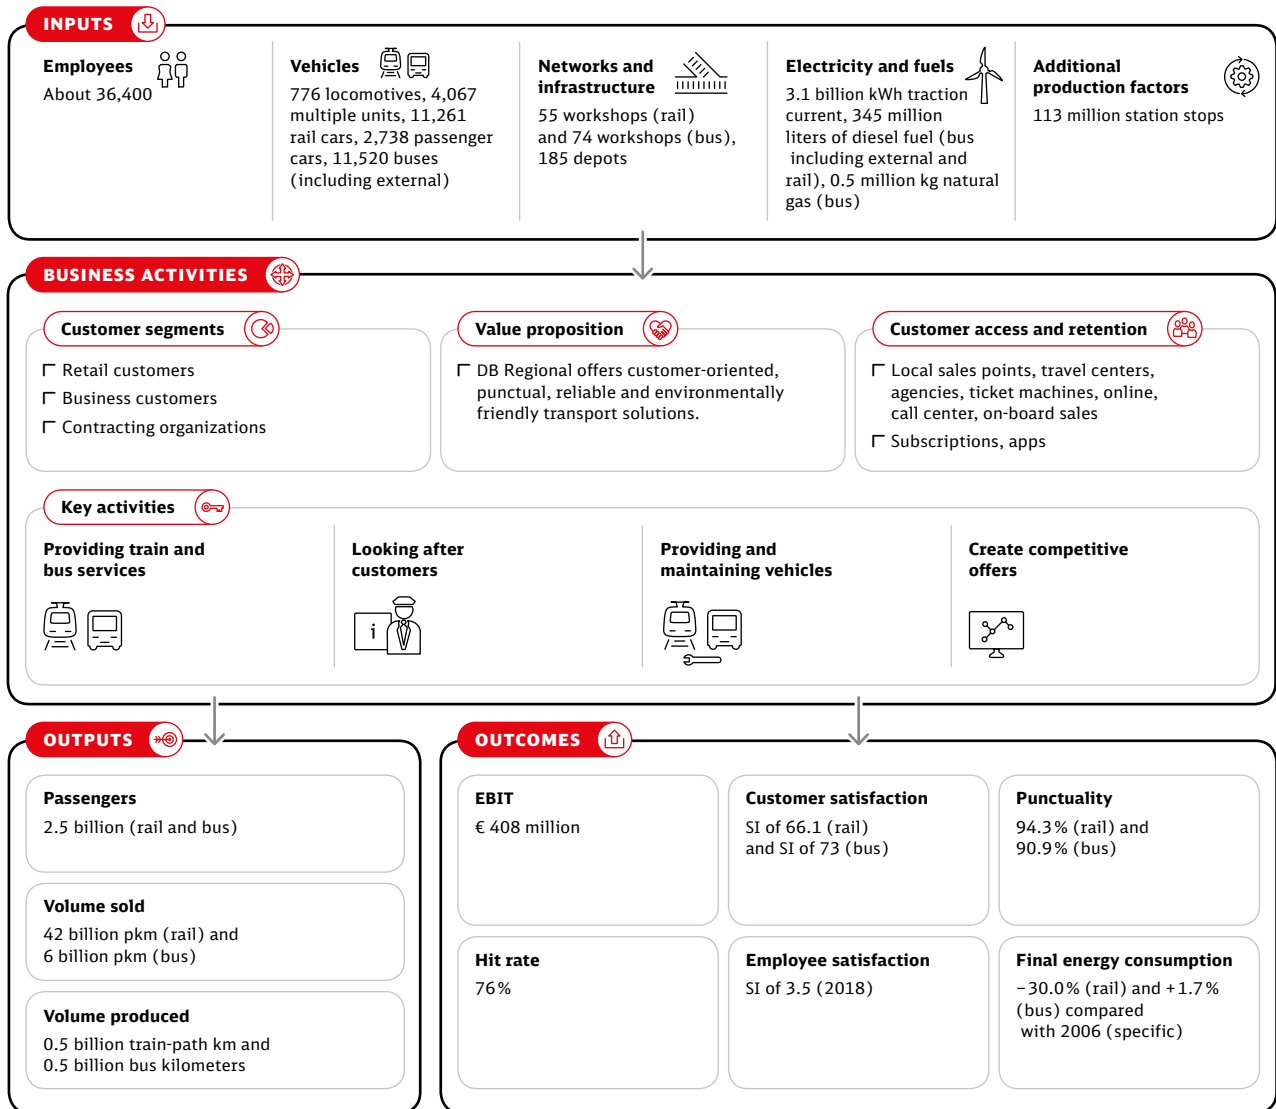 INPUTS
Employees
About 36,400
Vehicles
776 locomotives, 4,067
multiple units, 11,261
rail cars, 2,738 passenger
cars, 11,520 buses
(including external)
Networks and
infrastructure
55 workshops (rail)
and 74 workshops (bus),
185 depots
Electricity and fuels
3.1 billion kWh traction
current, 345 million
liters of diesel fuel (bus
including external and
rail), 0.5 million kg natural
gas (bus)
Additional
production factors
113 million station stops
BUSINESS ACTIVITIES
Customer segments
Retail customers
Business customers
Contracting organizations
Value proposition
DB Regional offers customer-oriented,
punctual, reliable and environmentally
friendly transport solutions.
Customer access and retention
Local sales points, travel centers,
agencies, ticket machines, online,
call center, on-board sales
Subscriptions, apps
Key activities
Providing train and
bus services
Looking after
customers
i
Providing and
maintaining vehicles
Create competitive
offers
OUTPUTS
Passengers
2.5 billion (rail and bus)
Volume sold
42 billion pkm (rail) and
6 billion pkm (bus)
Volume produced
0.5 billion train-path km and
0.5 billion bus kilometers
OUTCOMES
EBIT
€ 408 million
Customer satisfaction
SI of 66.1 (rail)
and SI of 73 (bus)
Punctuality
94.3% (rail) and
90.9% (bus)
Hit rate
76%
Employee satisfaction
SI of 3.5 (2018)
Final energy consumption
–30.0% (rail) and +1.7%
(bus) compared
with 2006 (specific)